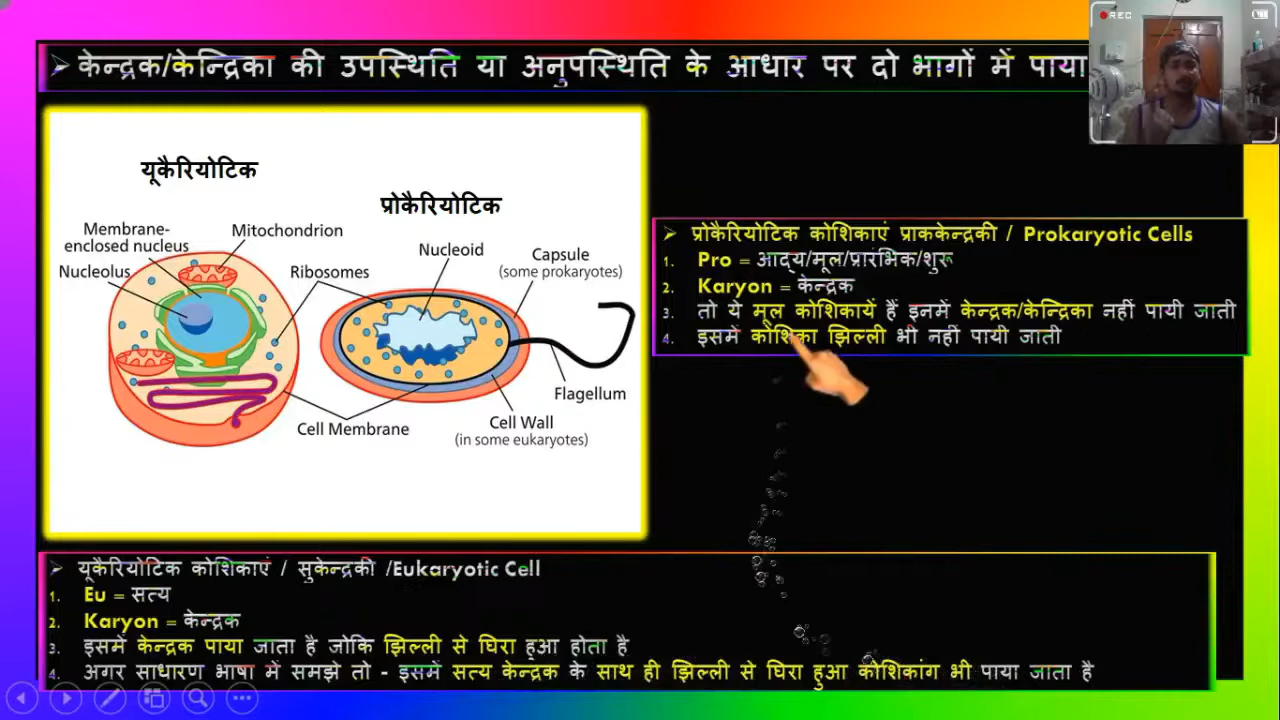 ➢ केन्द्रक/केन्द्रिका की उपस्थिति या अनुपस्थिति के आधार पर दो भागों में पाया
REC
यूकैरियोटिक
प्रोकैरियोटिक
Membrane-
enclosed nucleus
Mitochondrion
Nucleolus
Ribosomes
Nucleoid
Capsule
(some prokaryotes)
Flagellum
Cell Membrane
Cell Wall
(in some eukaryotes)
➢ प्रोकैरियोटिक कोशिकाएं प्राककेन्द्रकी / Prokaryotic Cells
1. Pro = आद्य/मूल/प्रारंभिक/शुरू
2. Karyon = केन्द्रक
3. तो ये मूल कोशिकायें हैं इनमें केन्द्रक/केन्द्रिका नहीं पायी जाती
4. इसमें कोशिका झिल्ली भी नहीं पायी जाती
➢ यूकैरियोटिक कोशिकाएं / सुकेन्द्रकी /Eukaryotic Cell
1. Eu = सत्य
2. Karyon = केन्द्रक
3. इसमें केन्द्रक पाया जाता है जोकि झिल्ली से घिरा हुआ होता है
4. अगर साधारण भाषा में समझे तो - इसमें सत्य केन्द्रक के साथ ही झिल्ली से घिरा हुआ कोशिकांग भी पाया जाता है